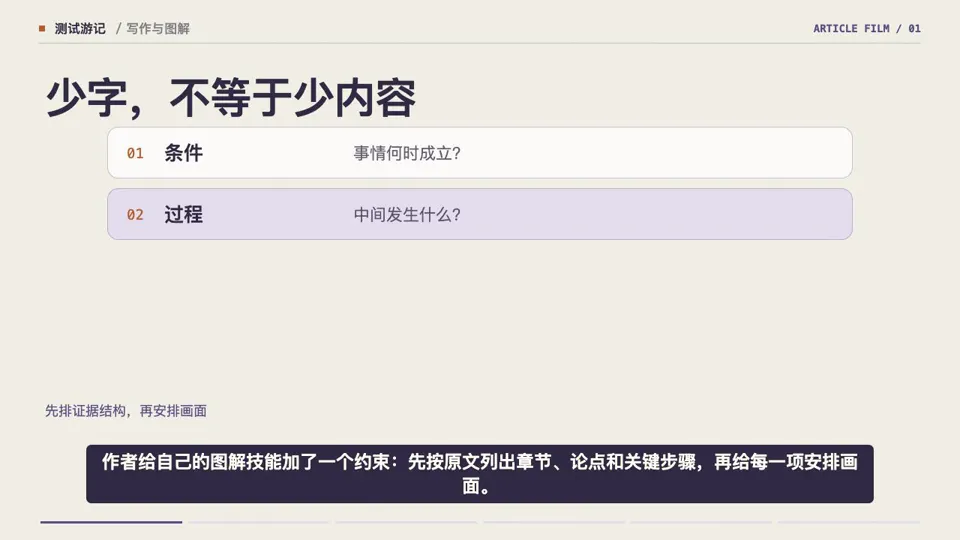 测试游记 / 写作与图解
ARTICLE FILM / 01
少字，不等于少内容
01 条件 事情何时成立？
02 过程 中间发生什么？
先排证据结构，再安排画面
作者给自己的图解技能加了一个约束：先按原文列出章节、论点和关键步骤，再给每一项安排画
面。